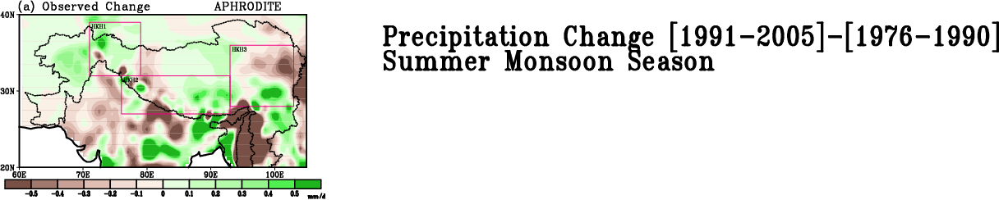 (a) Observed Change APHRODITE
Precipitation Change [1991-2005]-[1976-1990]
Summer Monsoon Season
40N
HKH1
HKH3
HKH2
30N
20N
60E 70E 80E 90E 100E
-0.5 -0.4 -0.3 -0.2 -0.1 0 0.1 0.2 0.3 0.4 0.5
mm/d